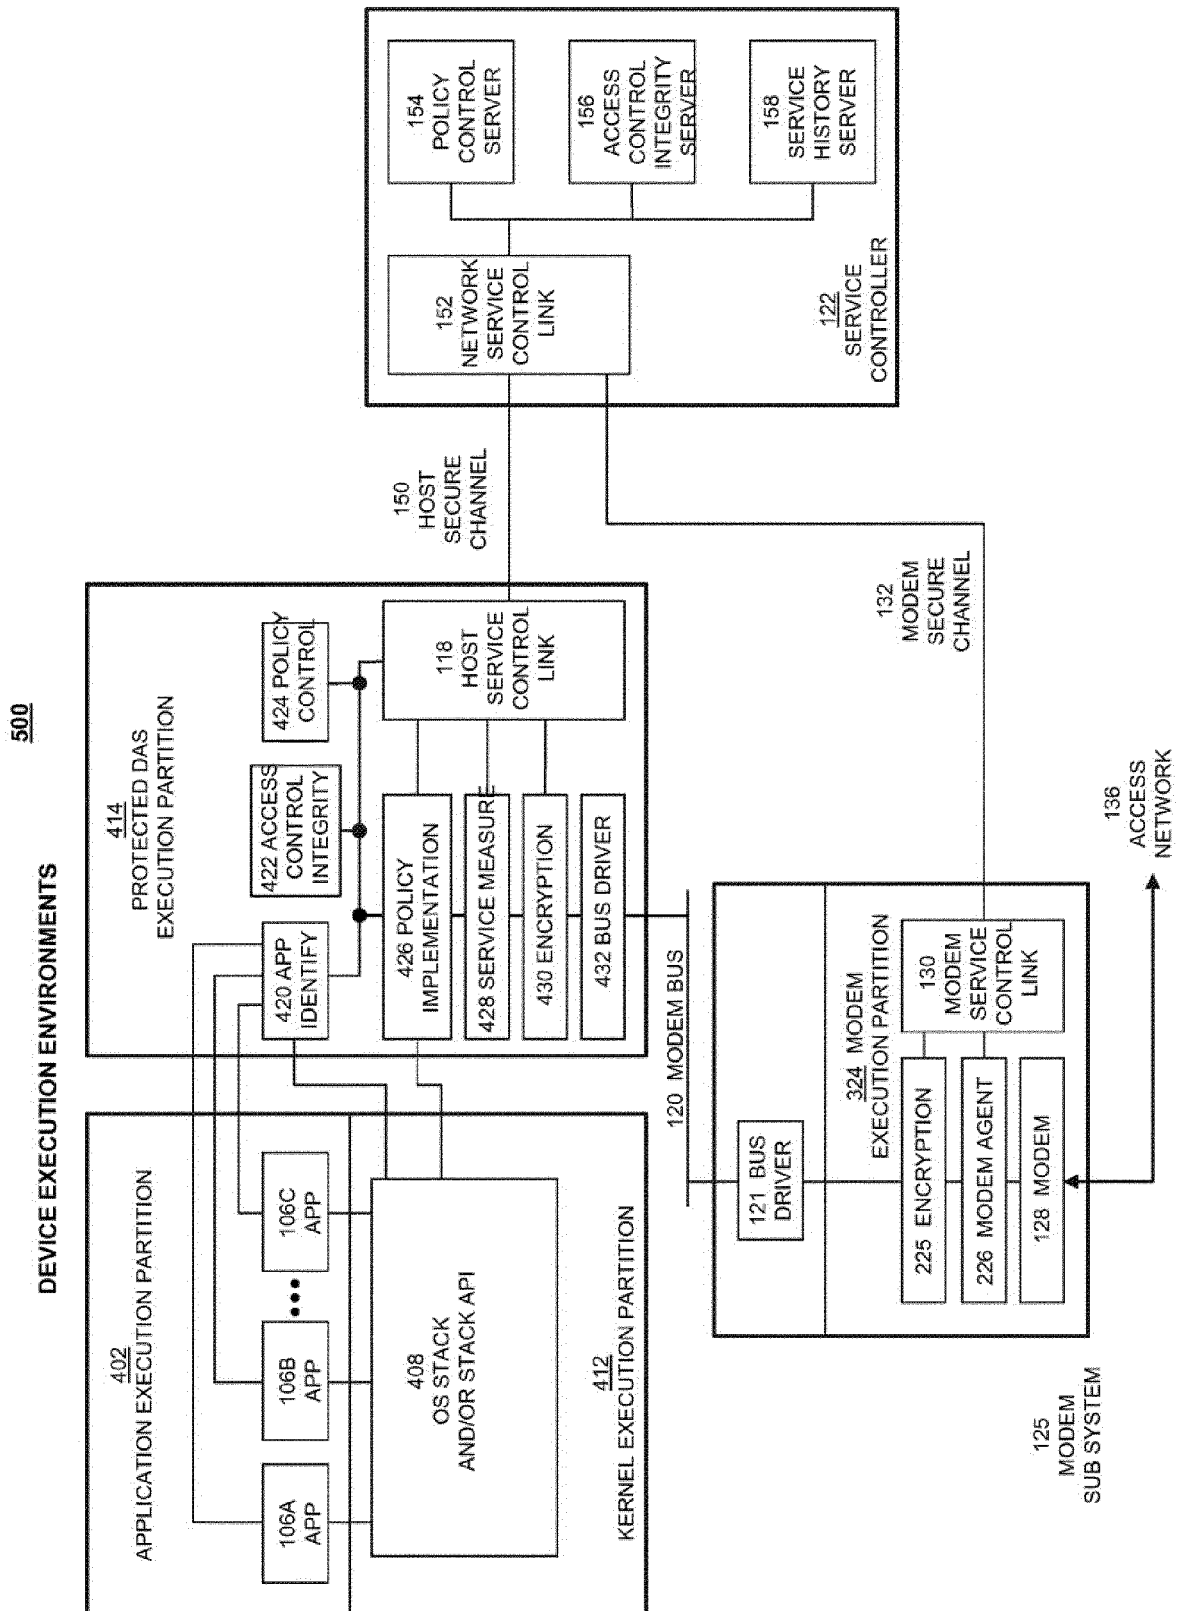 DEVICE EXECUTION ENVIRONMENTS
500
402
APPLICATION EXECUTION PARTITION
106A
APP
106B
APP
106C
APP
408
OS STACK
AND/OR STACK API
412
KERNEL EXECUTION PARTITION
414
PROTECTED DAS
EXECUTION PARTITION
420 APP
IDENTIFY
422 ACCESS
CONTROL
INTEGRITY
424 POLICY
CONTROL
426 POLICY
IMPLEMENTATION
428 SERVICE MEASURE
430 ENCRYPTION
432 BUS DRIVER
118
HOST
SERVICE
CONTROL
LINK
150
HOST
SECURE
CHANNEL
154
POLICY
CONTROL
SERVER
156
ACCESS
CONTROL
INTEGRITY
SERVER
158
SERVICE
HISTORY
SERVER
152
NETWORK
SERVICE
CONTROL
LINK
122
SERVICE
CONTROLLER
120 MODEM BUS
121 BUS
DRIVER
324 MODEM
EXECUTION PARTITION
225 ENCRYPTION
226 MODEM AGENT
128 MODEM
130
MODEM
SERVICE
CONTROL
LINK
132
MODEM
SECURE
CHANNEL
125
MODEM
SUB SYSTEM
136
ACCESS
NETWORK